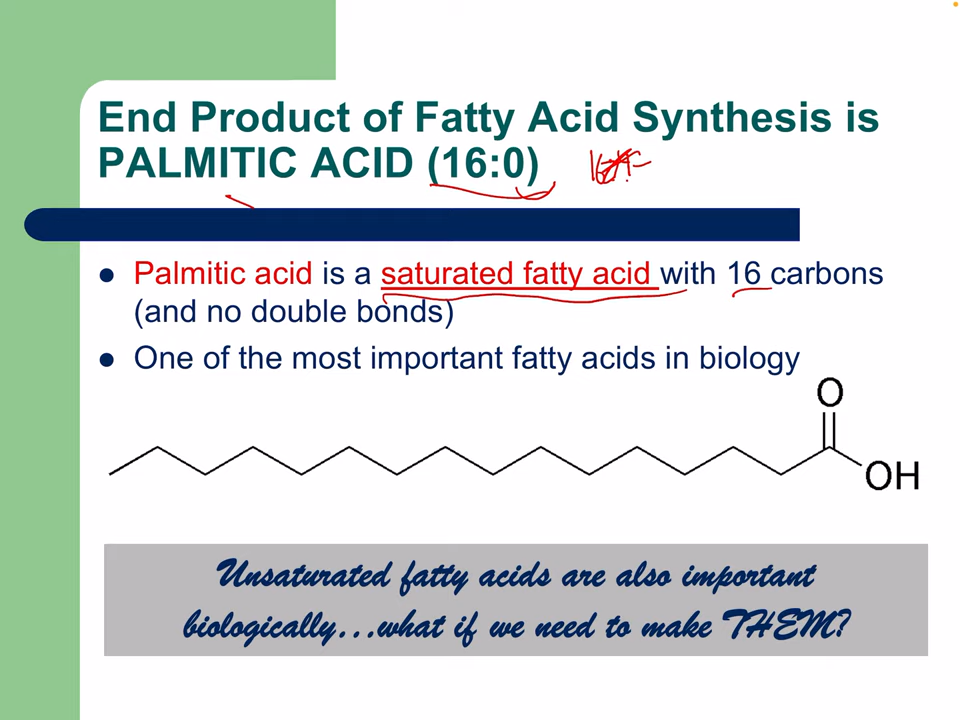 End Product of Fatty Acid Synthesis is
PALMITIC ACID (16:0)
Palmitic acid is a saturated fatty acid with 16 carbons
(and no double bonds)
One of the most important fatty acids in biology
O
OH
Unsaturated fatty acids are also important
biologically...what if we need to make THEM?